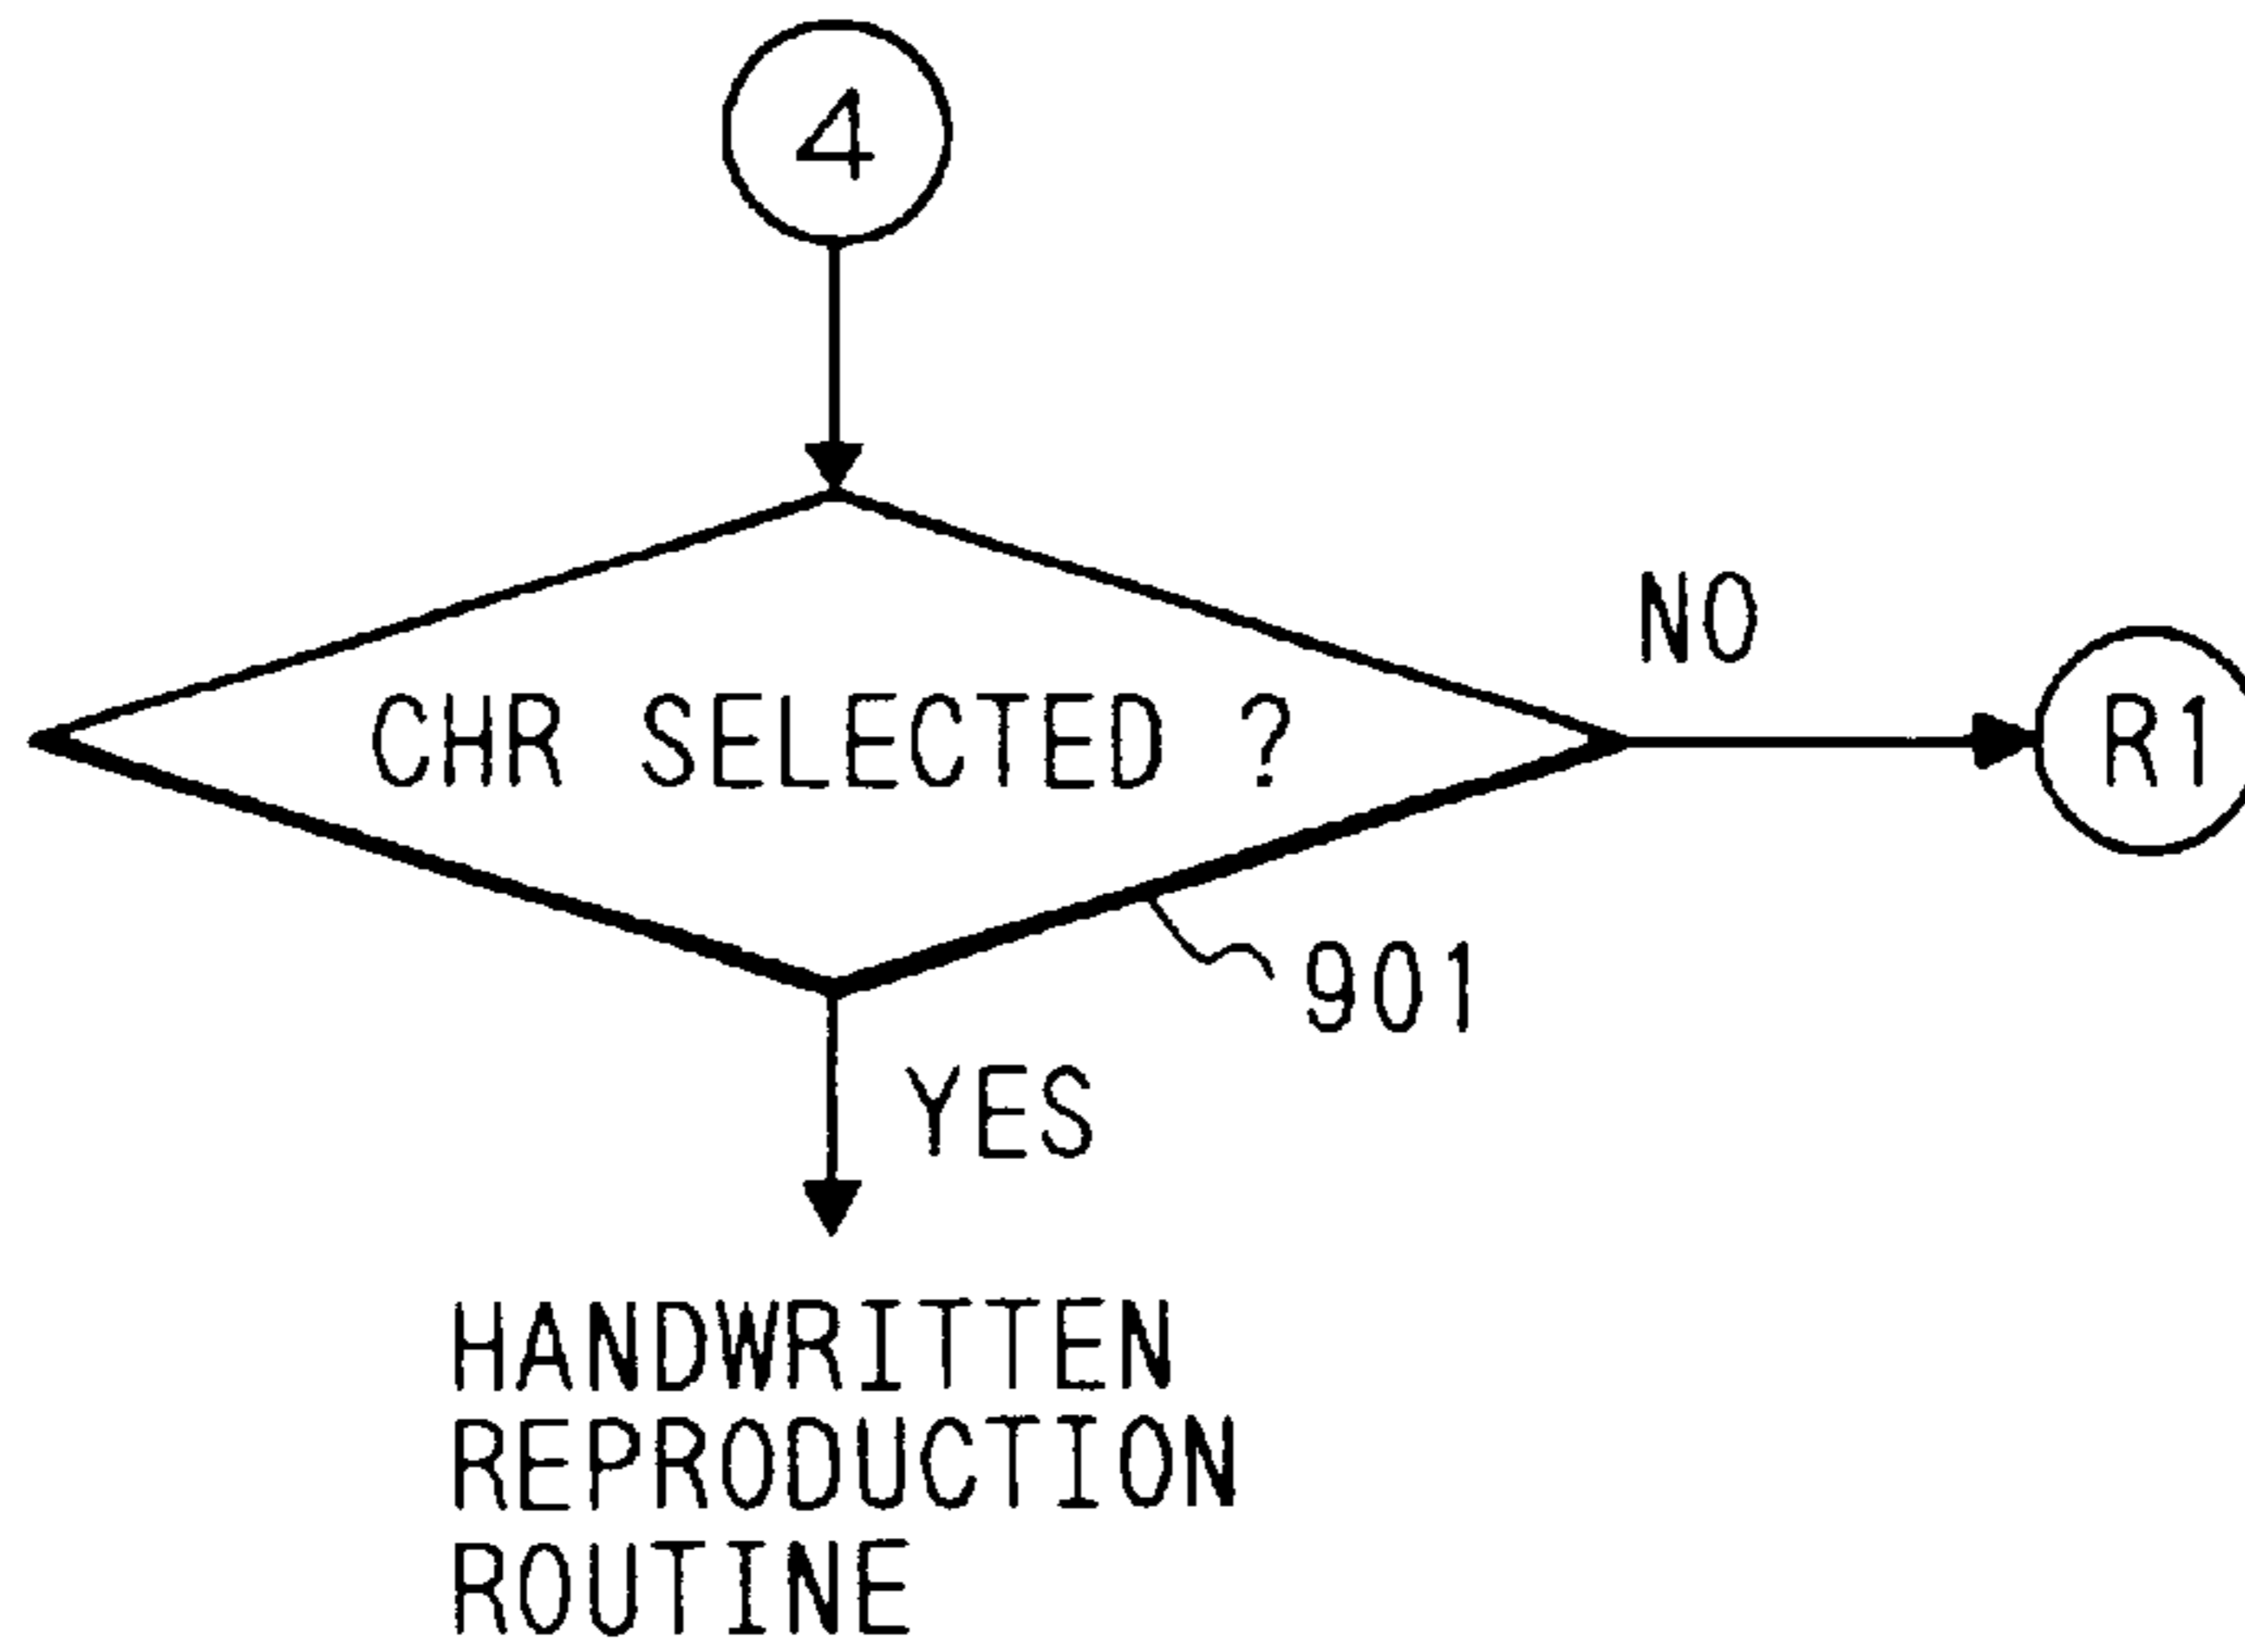 4
NO
CHR SELECTED ?
R1
901
YES
HANDWRITTEN
REPRODUCTION
ROUTINE